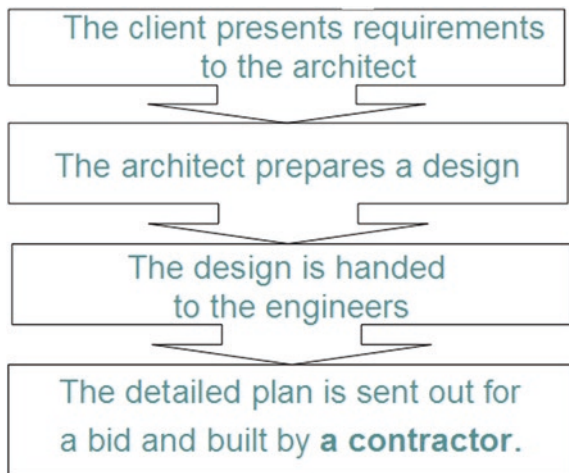 The client presents requirements
to the architect
The architect prepares a design
The design is handed
to the engineers
The detailed plan is sent out for
a bid and built by a contractor.